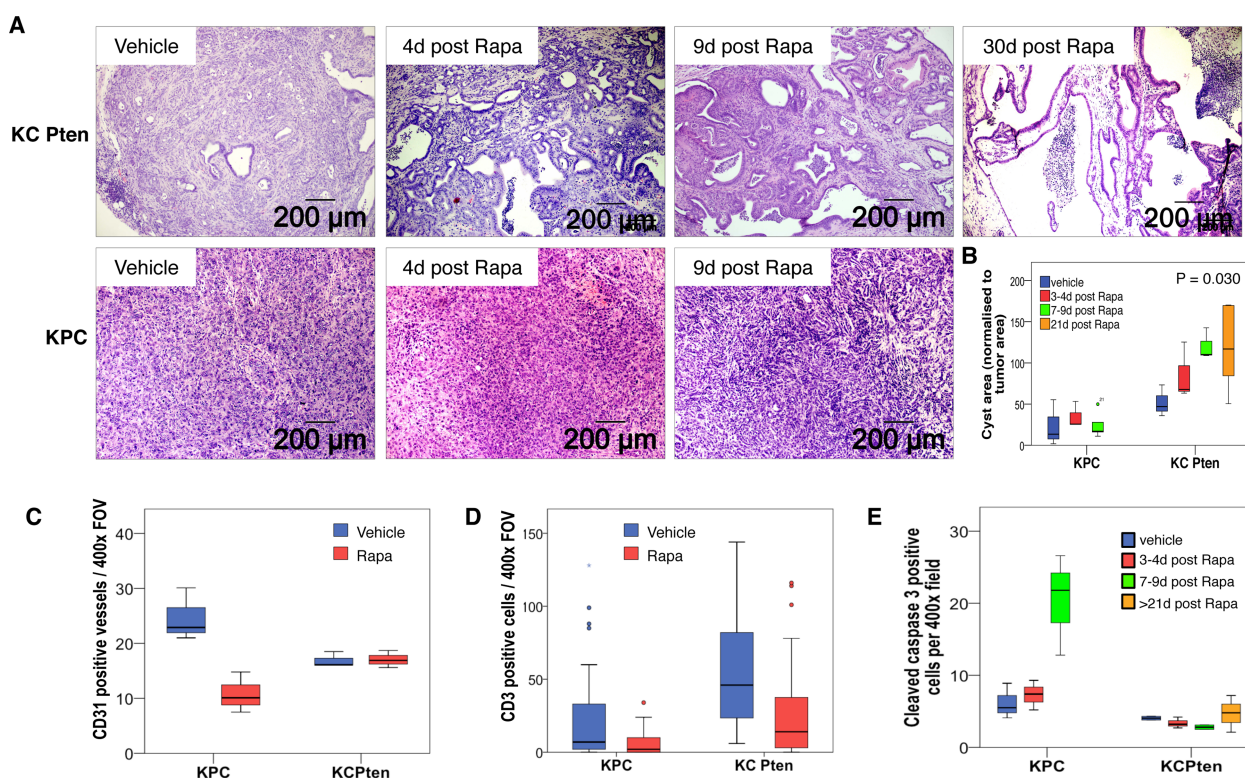 A
Vehicle
4d post Rapa
9d post Rapa
30d post Rapa
KC Pten
200 µm
200 µm
200 µm
200 µm
Vehicle
4d post Rapa
9d post Rapa
KPC
200 µm
200 µm
200 µm
B
Cyst area (normalised to
tumor area)
200
150
100
50
0
vehicle
3-4d post Rapa
7-9d post Rapa
21d post Rapa
P = 0.030
21
KPC
KC Pten
C
CD31 positive vessels / 400x FOV
40
30
20
10
0
Vehicle
Rapa
KPC
KCPten
D
CD3 positive cells / 400x FOV
150
100
50
0
Vehicle
Rapa
KPC
KC Pten
E
Cleaved caspase 3 positive
cells per 400x field
30
20
10
0
vehicle
3-4d post Rapa
7-9d post Rapa
>21d post Rapa
KPC
KCPten